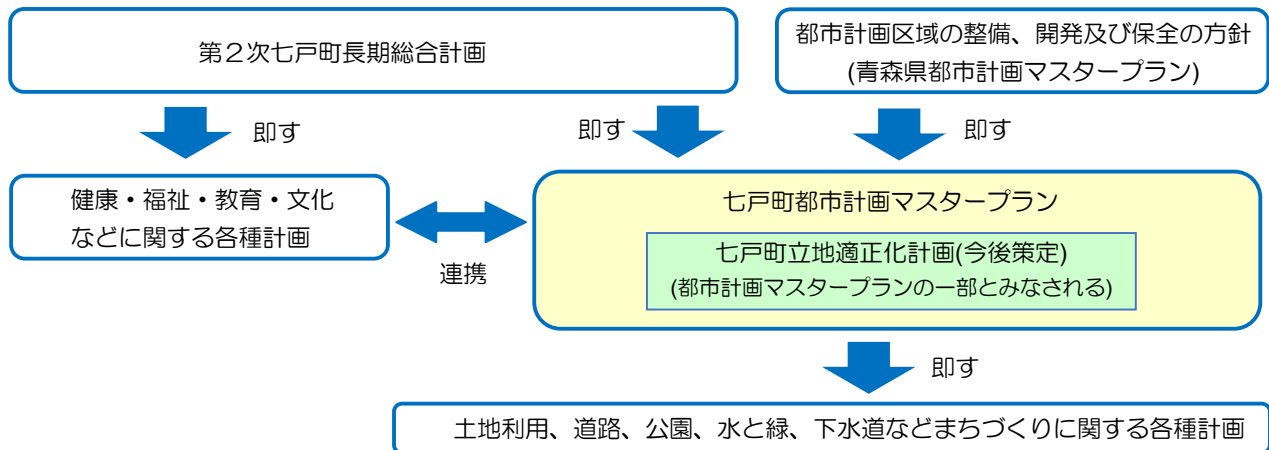 第２次七戸町長期総合計画
都市計画区域の整備、開発及び保全の方針
(青森県都市計画マスタープラン)
即す
即す
即す
健康・福祉・教育・文化
などに関する各種計画
連携
七戸町都市計画マスタープラン
七戸町立地適正化計画(今後策定)
(都市計画マスタープランの一部とみなされる)
即す
土地利用、道路、公園、水と緑、下水道などまちづくりに関する各種計画